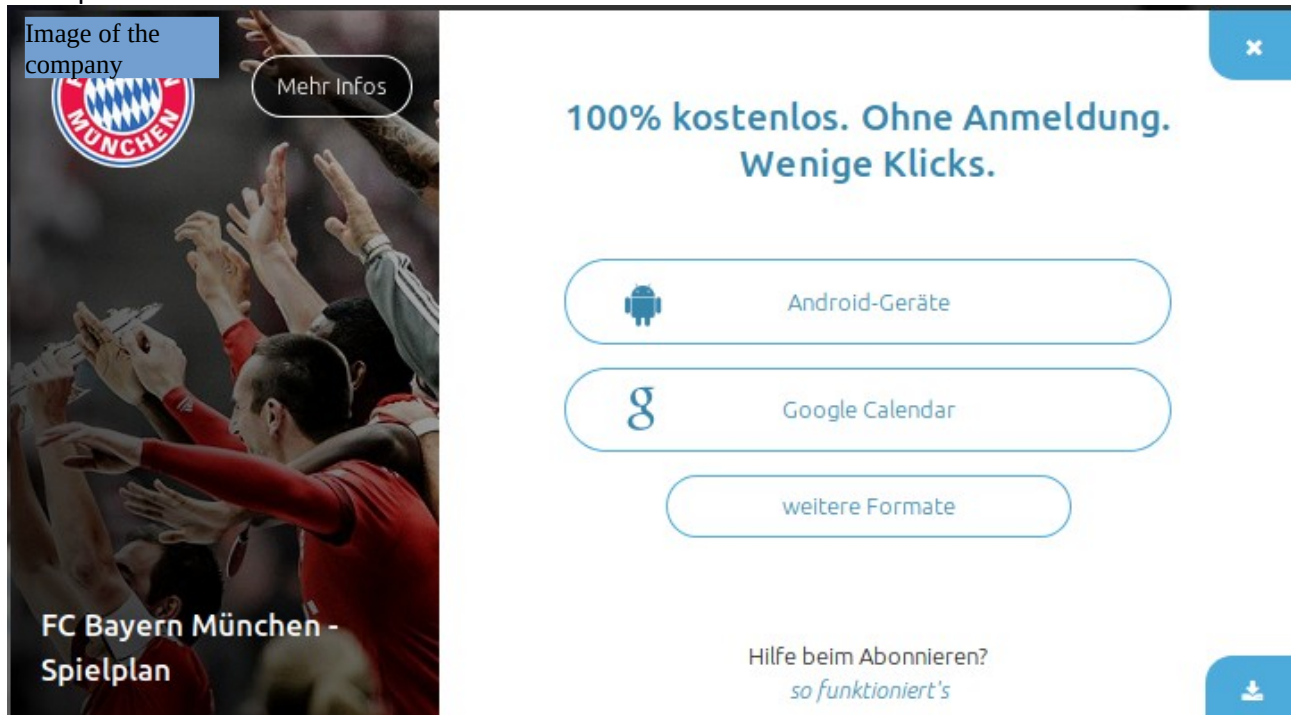 Image of the
company
MÜNCHEN
Mehr Infos
100% kostenlos. Ohne Anmeldung.
Wenige Klicks.
Android-Geräte
g
Google Calendar
weitere Formate
FC Bayern München -
Spielplan
Hilfe beim Abonnieren?
so funktioniert's